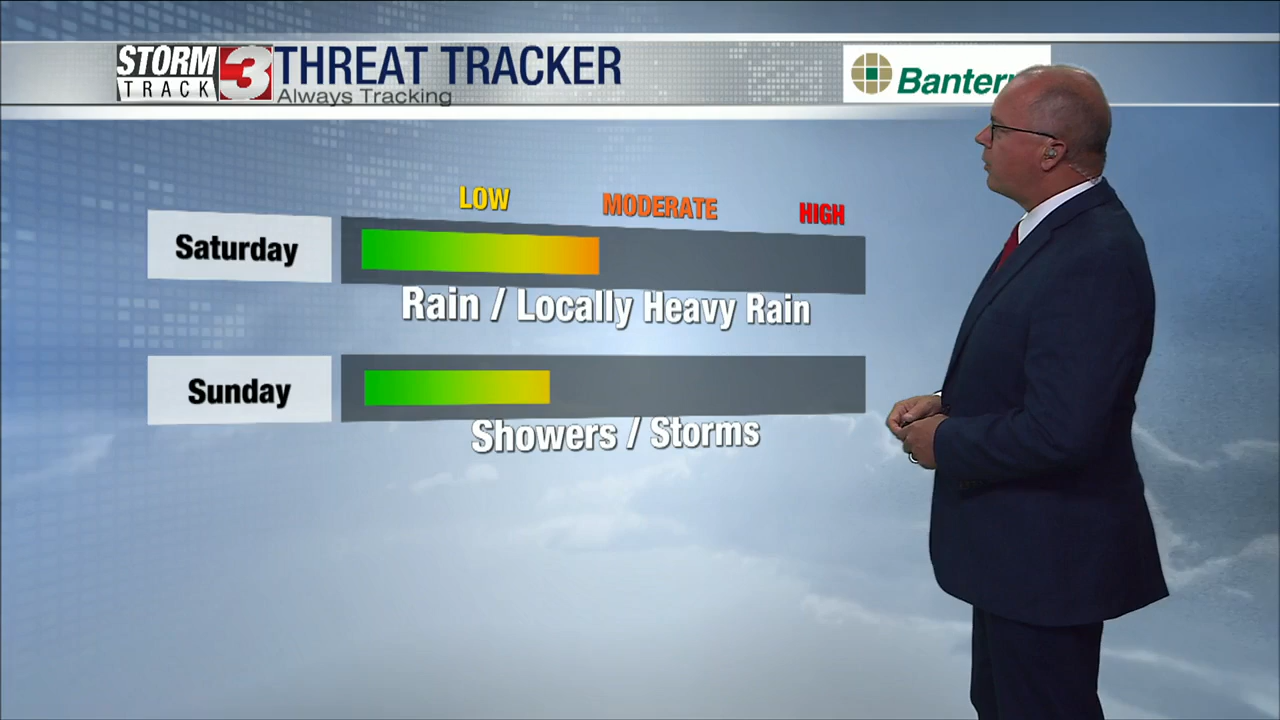 STORM
TRACK
3
THREAT TRACKER
Always Tracking
LOW
MODERATE
HIGH
Saturday
Rain / Locally Heavy Rain
Sunday
Showers / Storms